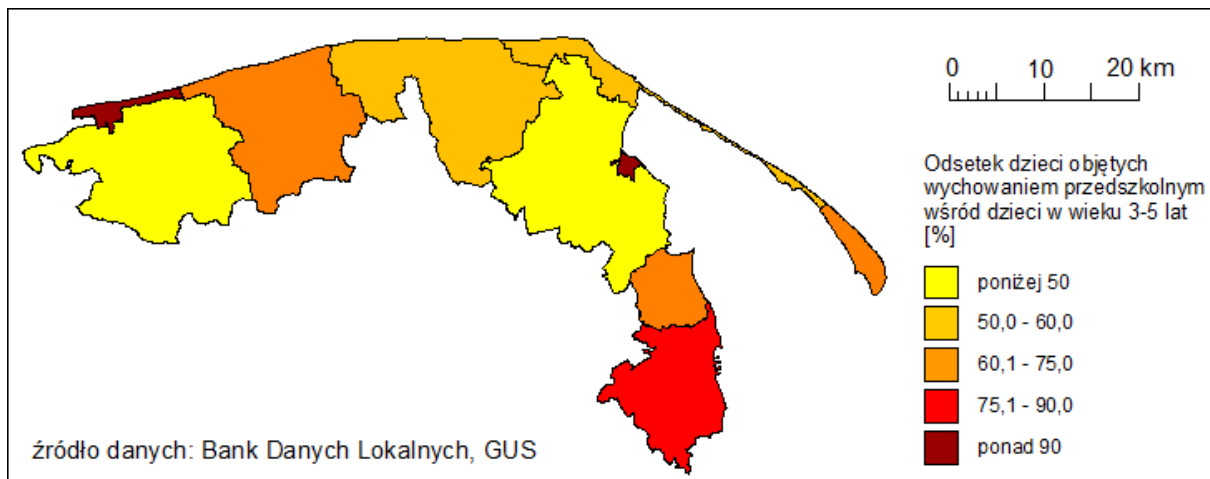 0 10 20 km
Odsetek dzieci objętych
wychowaniem przedszkolnym
wśród dzieci w wieku 3-5 lat
[%]
poniżej 50
50,0 - 60,0
60,1 - 75,0
75,1 - 90,0
ponad 90
źródło danych: Bank Danych Lokalnych, GUS